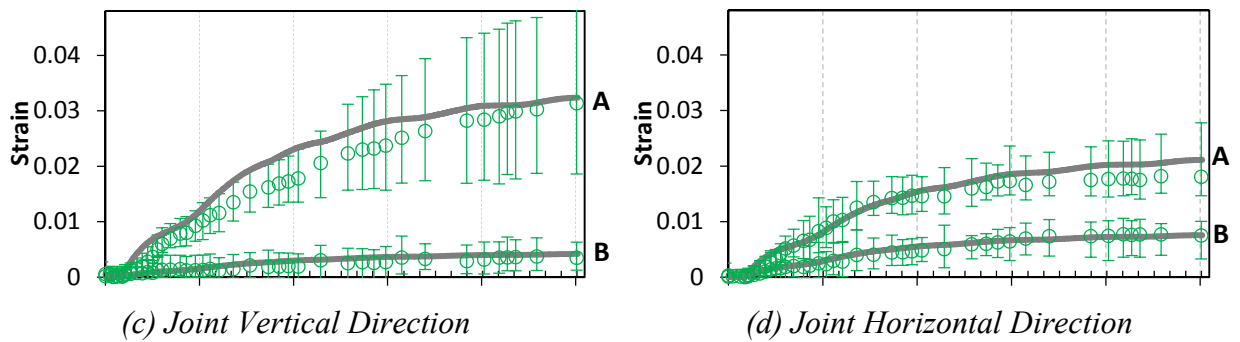 Strain
0.04
0.03
0.02
0.01
0
A
B
(c) Joint Vertical Direction
Strain
0.04
0.03
0.02
0.01
0
A
B
(d) Joint Horizontal Direction